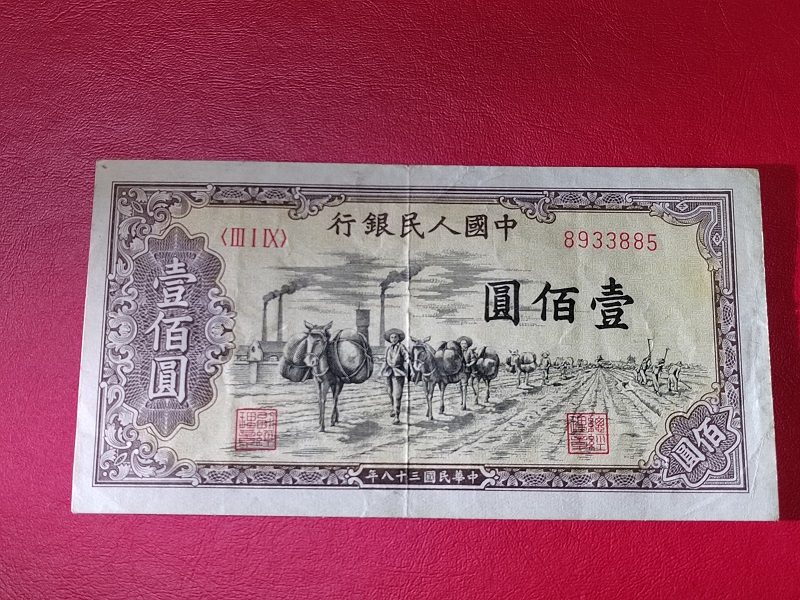 中國人民銀行
〈III I IX〉
8933885
壹佰圓
壹佰圓
佰圓
中華民國三十八年